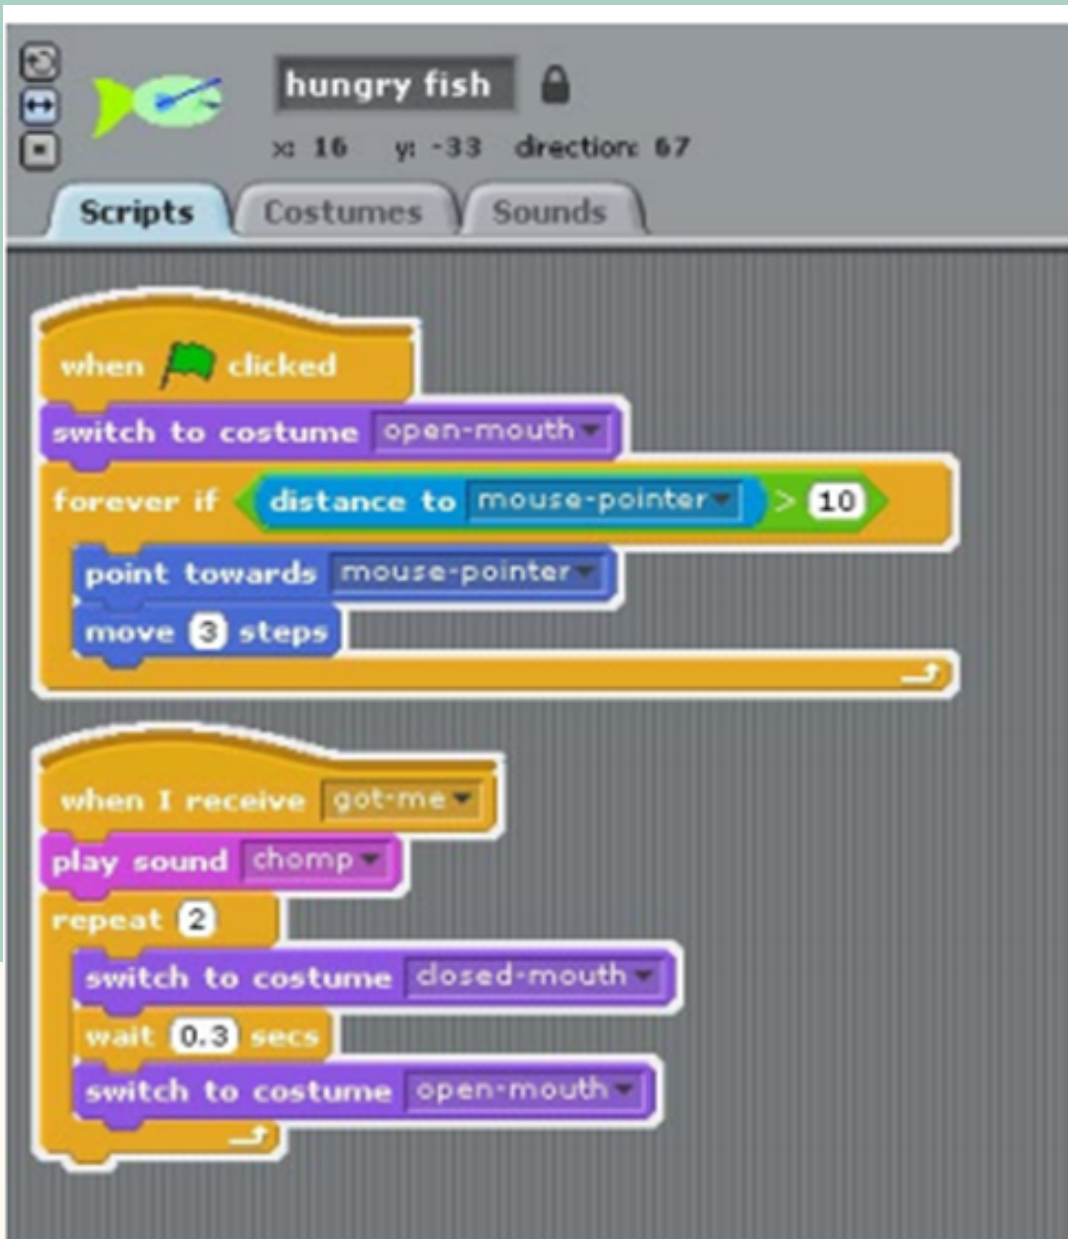 hungry fish
x: 16 y: -33 direction: 67
Scripts Costumes Sounds
when clicked
switch to costume open-mouth
forever if distance to mouse-pointer > 10
point towards mouse-pointer
move 3 steps
when I receive got-me
play sound chomp
repeat 2
switch to costume closed-mouth
wait 0.3 secs
switch to costume open-mouth